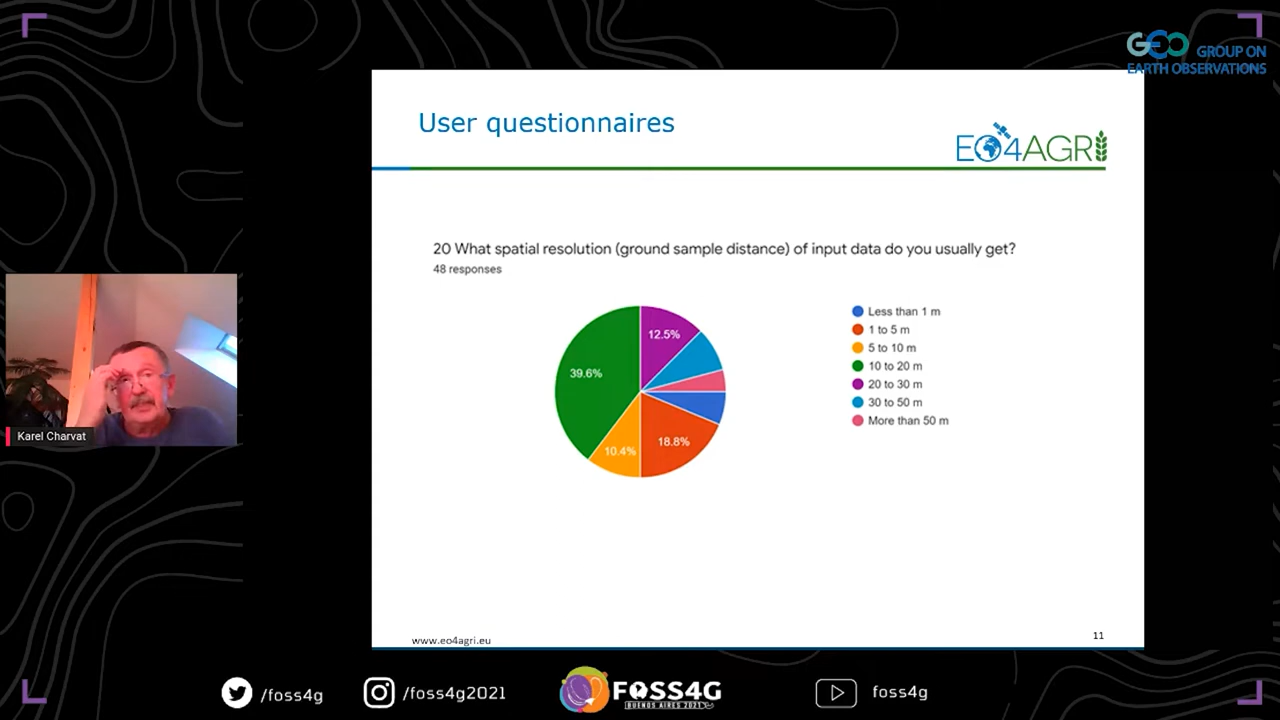 GEO GROUP ON
EARTH OBSERVATIONS
User questionnaires
EO4AGRI
20 What spatial resolution (ground sample distance) of input data do you usually get?
48 responses
12.5%
39.6%
18.8%
10.4%
Less than 1 m
1 to 5 m
5 to 10 m
10 to 20 m
20 to 30 m
30 to 50 m
More than 50 m
Karel Charvat
www.eo4agri.eu
11
/foss4g
/foss4g2021
FOSS4G
BUENOS AIRES 2021
foss4g